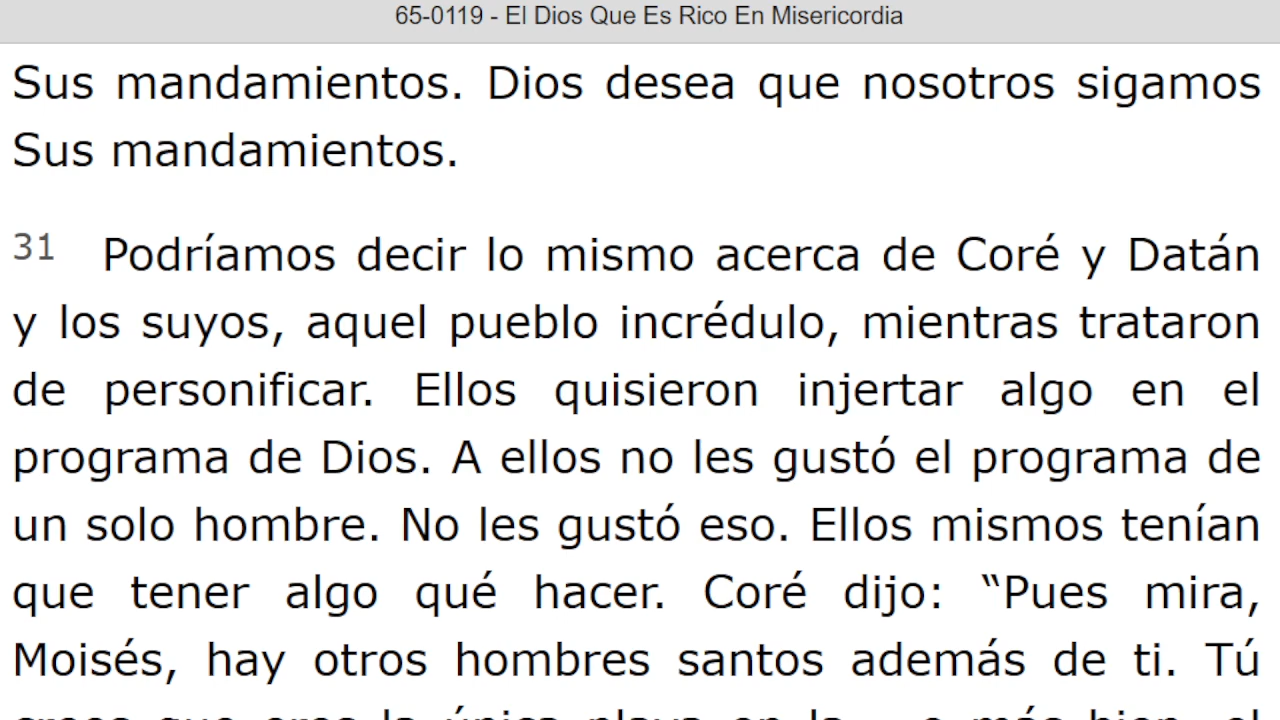 65-0119 - El Dios Que Es Rico En Misericordia
Sus mandamientos. Dios desea que nosotros sigamos
Sus mandamientos.
31 Podríamos decir lo mismo acerca de Coré y Datán
y los suyos, aquel pueblo incrédulo, mientras trataron
de personificar. Ellos quisieron injertar algo en el
programa de Dios. A ellos no les gustó el programa de
un solo hombre. No les gustó eso. Ellos mismos tenían
que tener algo qué hacer. Coré dijo: “Pues mira,
Moisés, hay otros hombres santos además de ti. Tú